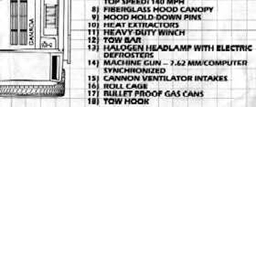 TOP SPEED: 140 MPH
8) FIBERGLASS HOOD CANOPY
9) HOOD HOLD-DOWN PINS
10) HEAT EXTRACTORS
11) HEAVY-DUTY WINCH
12) TOW BAR
13) HALOGEN HEADLAMP WITH ELECTRIC
DEFROSTERS
14) MACHINE GUN – 7.62 MM/COMPUTER
SYNCHRONIZED
15) CANNON VENTILATOR INTAKES
16) ROLL CAGE
17) BULLET PROOF GAS CANS
18) TOW HOOK
CANADA